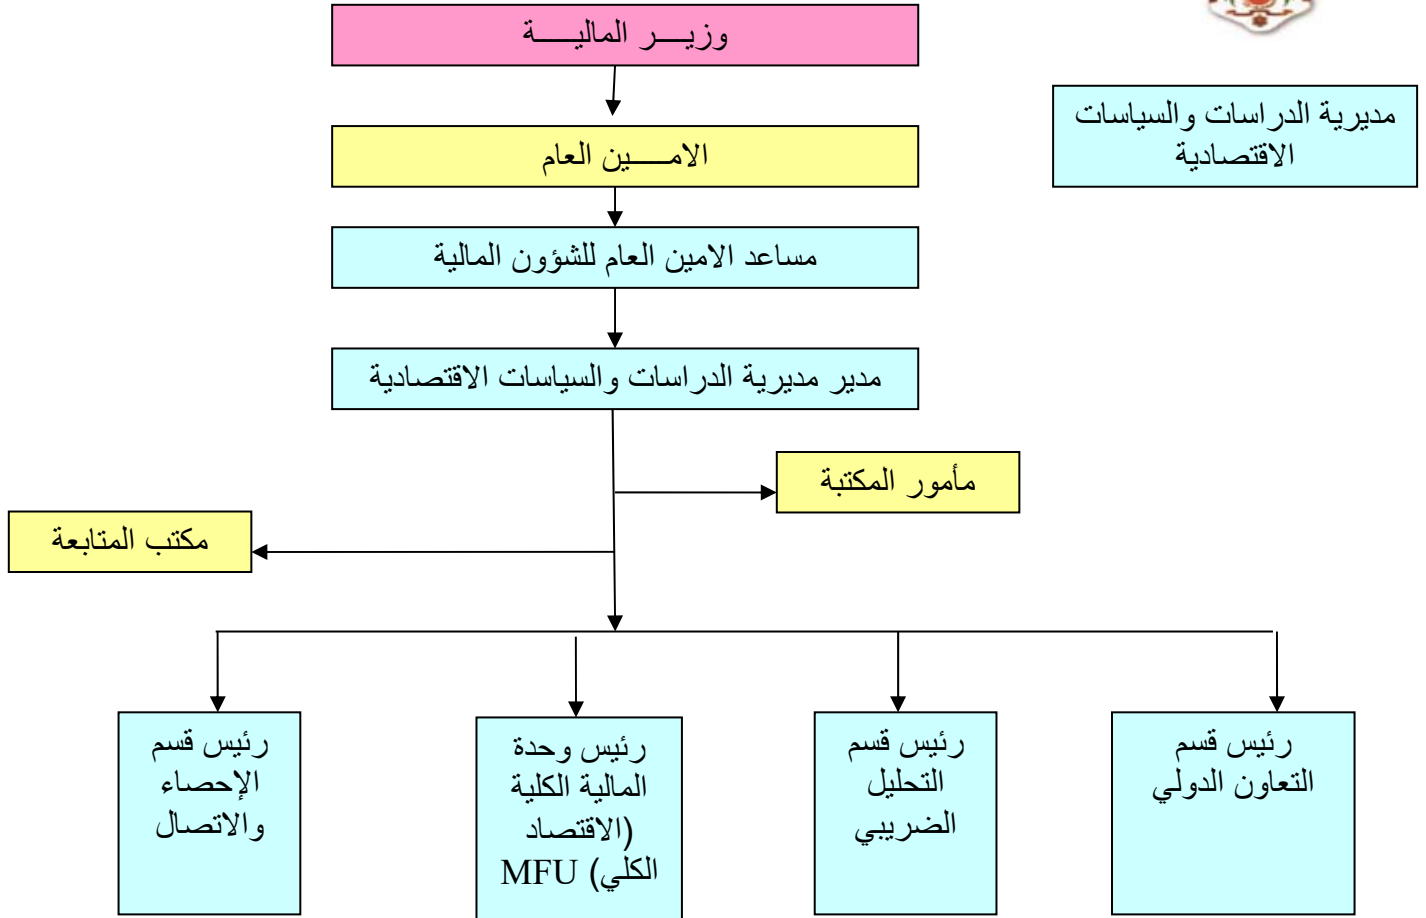 وزيـــر الماليــــة
مديرية الدراسات والسياسات
الاقتصادية
الامـــــين العام
مساعد الامين العام للشؤون المالية
مدير مديرية الدراسات والسياسات الاقتصادية
مأمور المكتبة
مكتب المتابعة
رئيس قسم
التعاون الدولي
رئيس قسم
التحليل
الضريبي
رئيس وحدة
المالية الكلية
(الاقتصاد
الكلي) MFU
رئيس قسم
الإحصاء
والاتصال